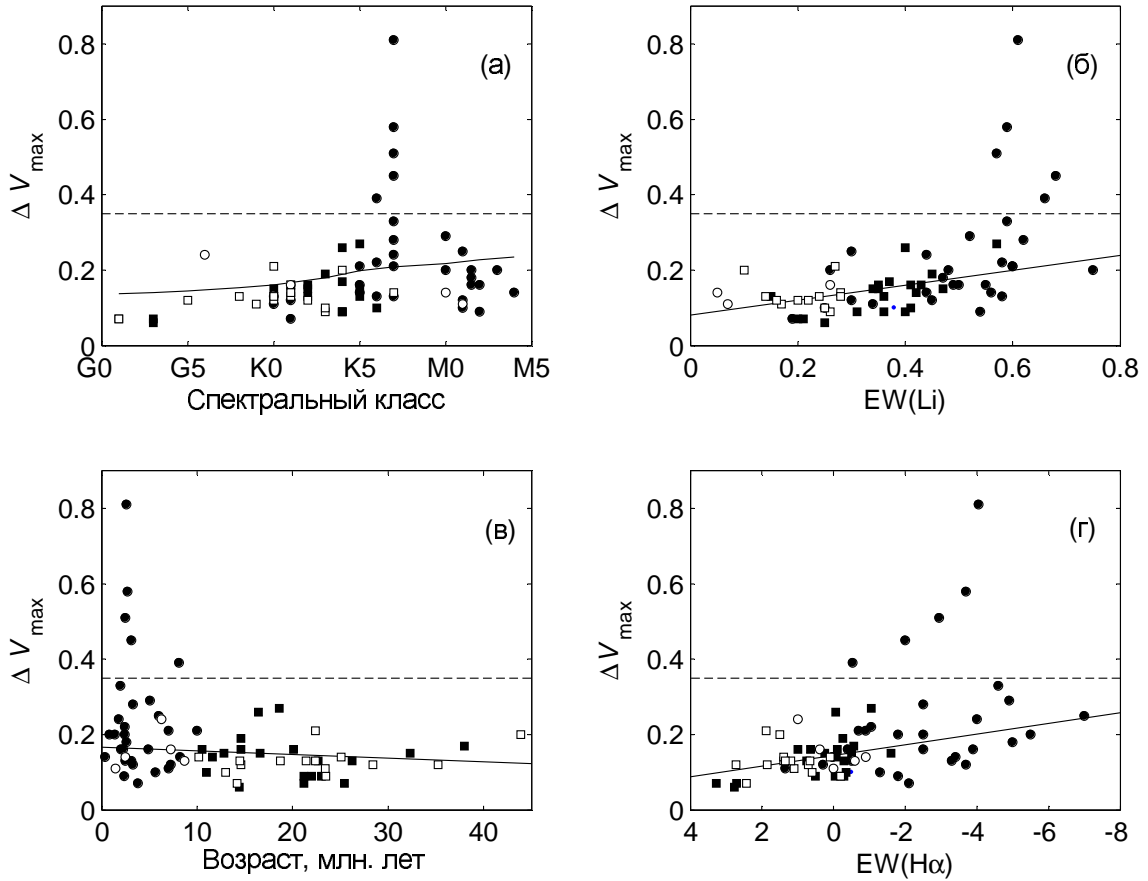 0.8
0.6
0.4
0.2
0
Δ V max
(а)
G0 G5 K0 K5 M0 M5
Спектральный класс
0.8
0.6
0.4
0.2
0
Δ V max
(б)
0 0.2 0.4 0.6 0.8
EW(Li)
0.8
0.6
0.4
0.2
0
Δ V max
(в)
0 10 20 30 40
Возраст, млн. лет
0.8
0.6
0.4
0.2
0
Δ V max
(г)
4 2 0 -2 -4 -6 -8
EW(Hα)